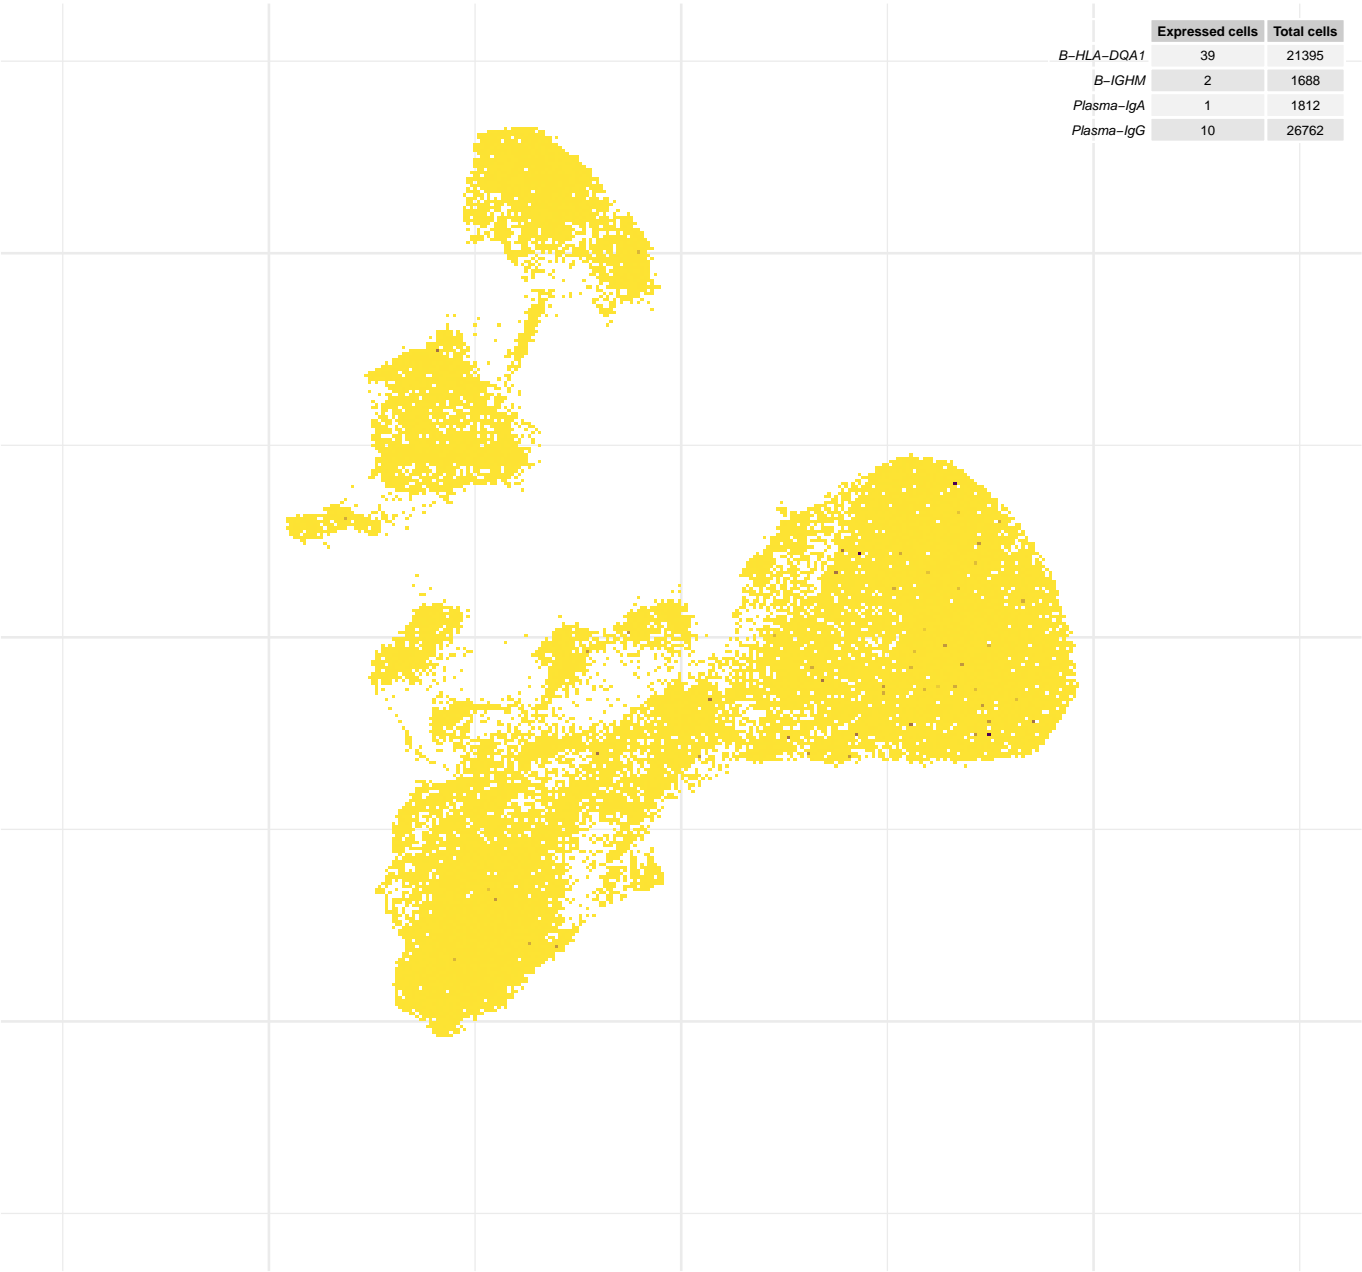 Expressed cells Total cells
B−HLA−DQA1 39 21395
B−IGHM 2 1688
Plasma−IgA 1 1812
Plasma−IgG 10 26762